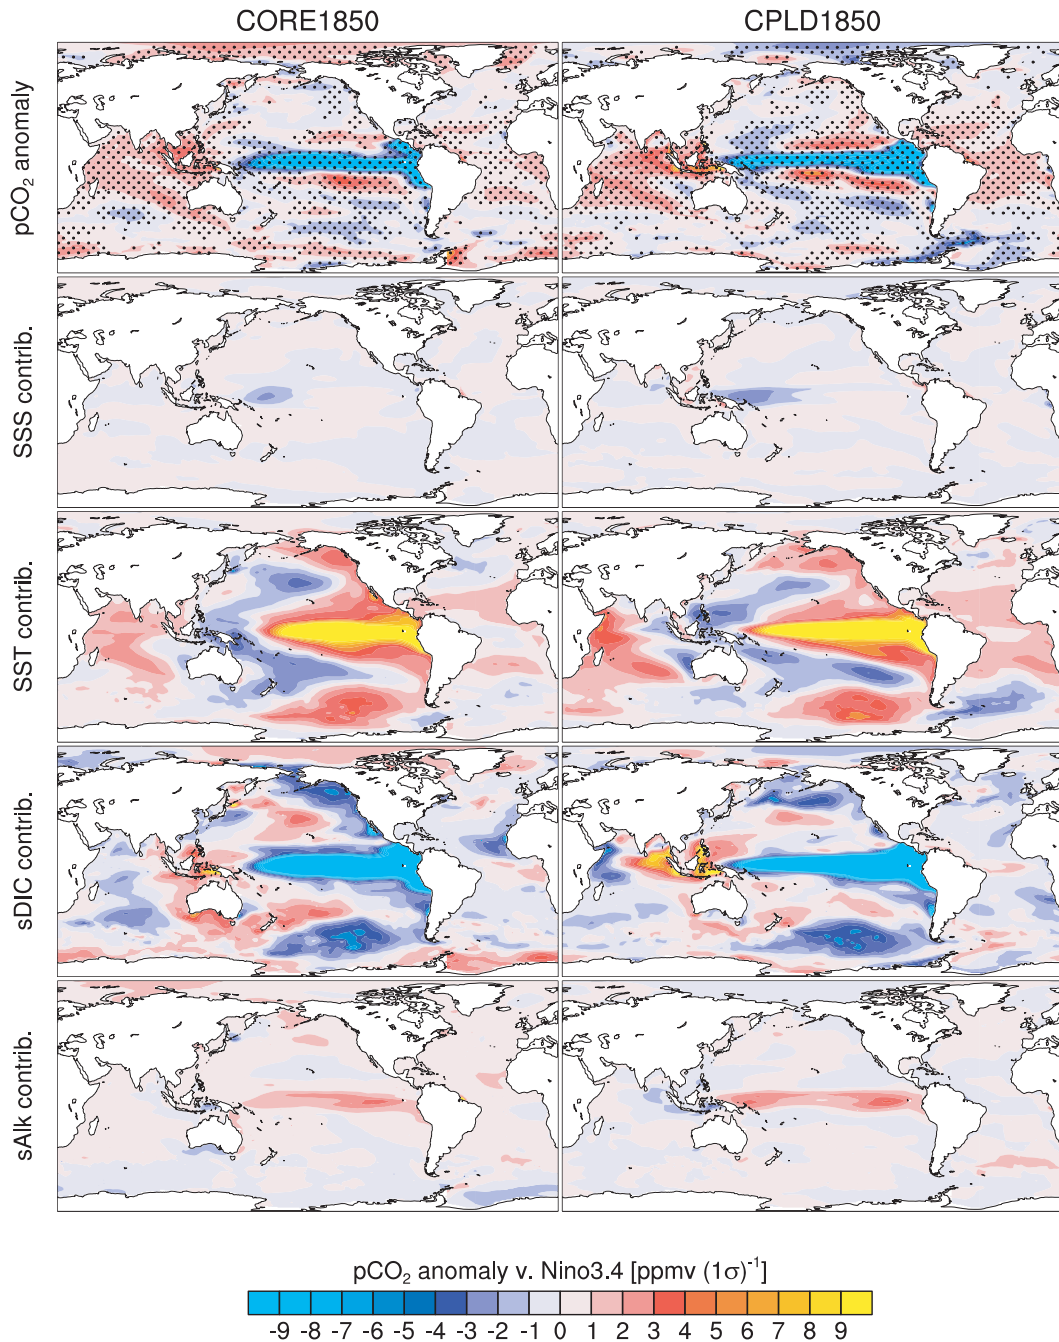 CORE1850 CPLD1850
pCO₂ anomaly
SSS contrib.
SST contrib.
sDIC contrib.
sAlk contrib.
pCO₂ anomaly v. Nino3.4 [ppmv (1σ)⁻¹]
-9 -8 -7 -6 -5 -4 -3 -2 -1 0 1 2 3 4 5 6 7 8 9